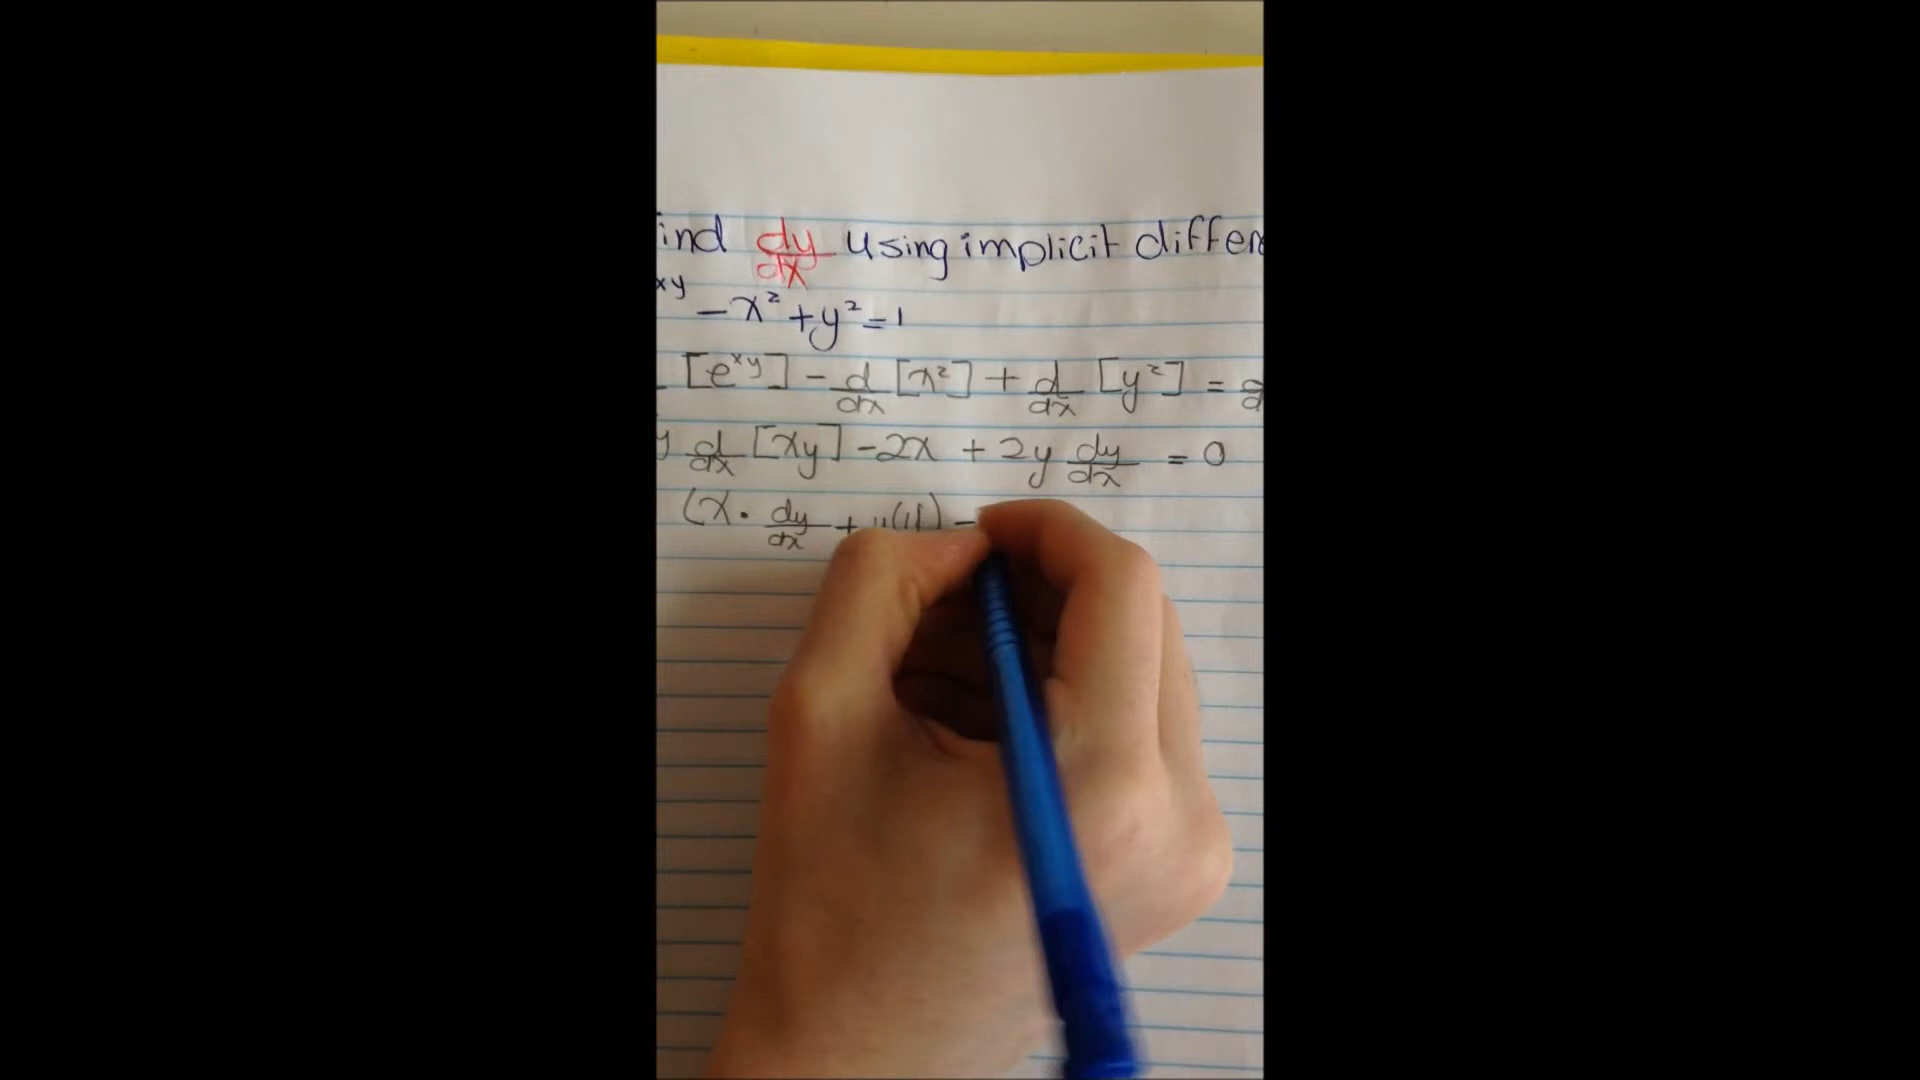 ind dy/dx using implicit differe
xy - x² + y² = 1
[e^xy] - d/dx [x²] + d/dx [y²] = d/d
y d/dx [xy] - 2x + 2y dy/dx = 0
(x · dy/dx + y(1)) -